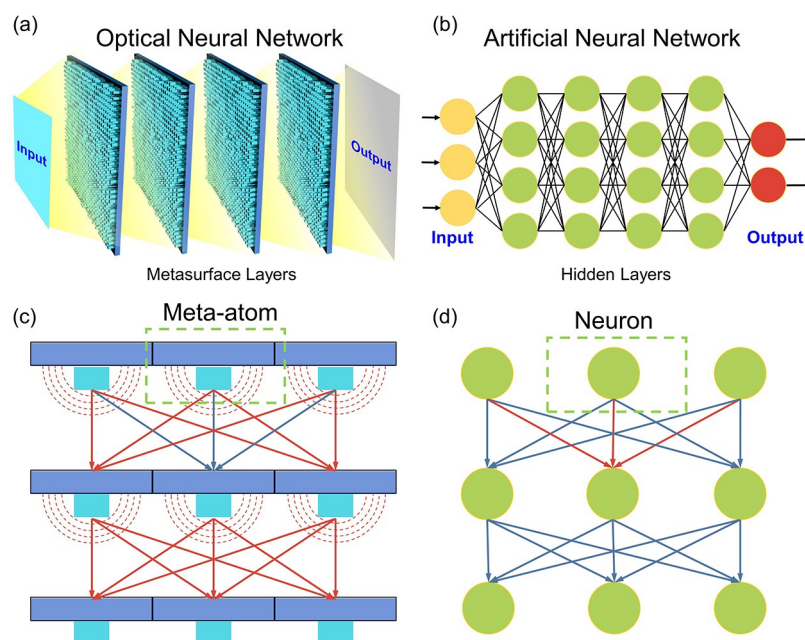 (a)
Optical Neural Network
Input
Output
Metasurface Layers
(b)
Artificial Neural Network
Input
Output
Hidden Layers
(c)
Meta-atom
(d)
Neuron